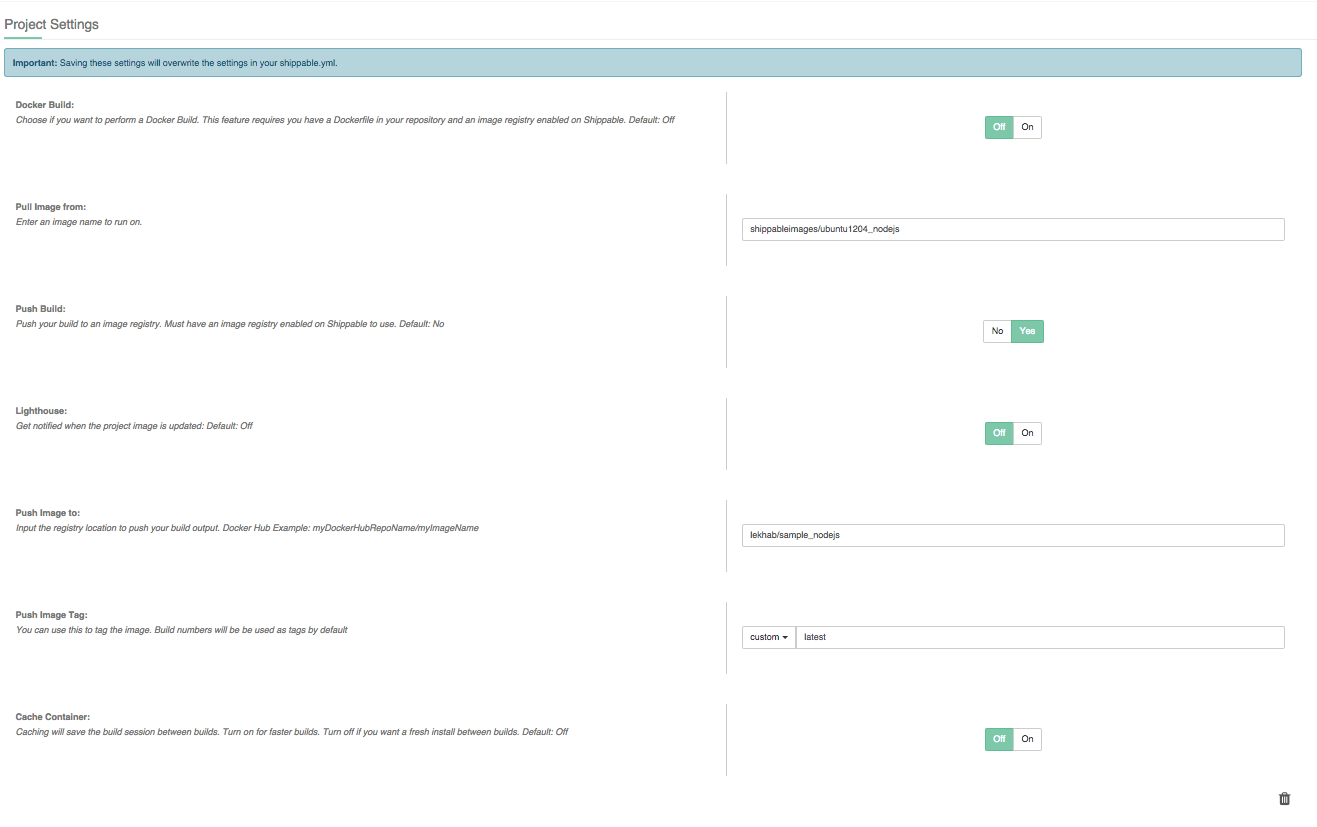 Project Settings
Important: Saving these settings will overwrite the settings in your shippable.yml.
Docker Build:
Choose if you want to perform a Docker Build. This feature requires you have a Dockerfile in your repository and an image registry enabled on Shippable. Default: Off
Off On
Pull Image from:
Enter an image name to run on.
shippableimages/ubuntu1204_nodejs
Push Build:
Push your build to an image registry. Must have an image registry enabled on Shippable to use. Default: No
No Yes
Lighthouse:
Get notified when the project image is updated: Default: Off
Off On
Push Image to:
Input the registry location to push your build output. Docker Hub Example: myDockerHubRepoName/myImageName
lekhab/sample_nodejs
Push Image Tag:
You can use this to tag the image. Build numbers will be be used as tags by default
custom latest
Cache Container:
Caching will save the build session between builds. Turn on for faster builds. Turn off if you want a fresh install between builds. Default: Off
Off On